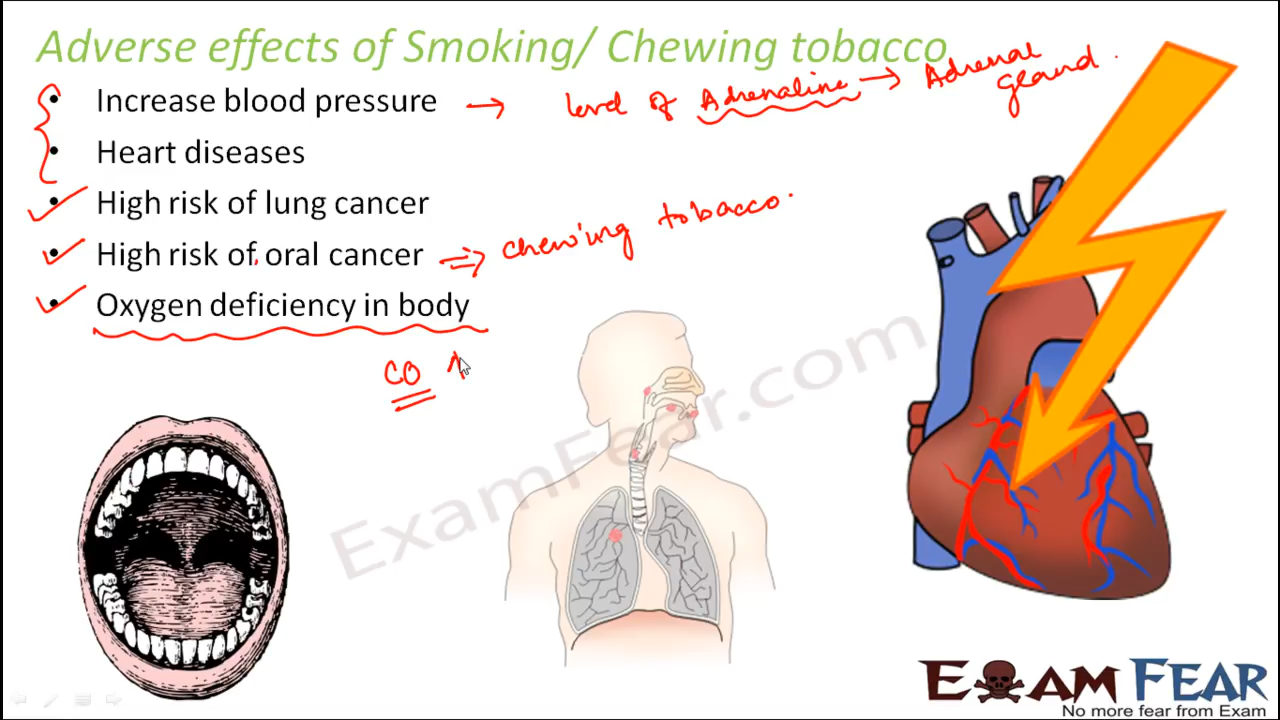 Adverse effects of Smoking/ Chewing tobacco
• Increase blood pressure → level of Adrenaline → Adrenal gland.
• Heart diseases
• High risk of lung cancer
• High risk of oral cancer ⇒ chewing tobacco.
• Oxygen deficiency in body
CO
ExamFear.com
EXAM FEAR
No more fear from Exam